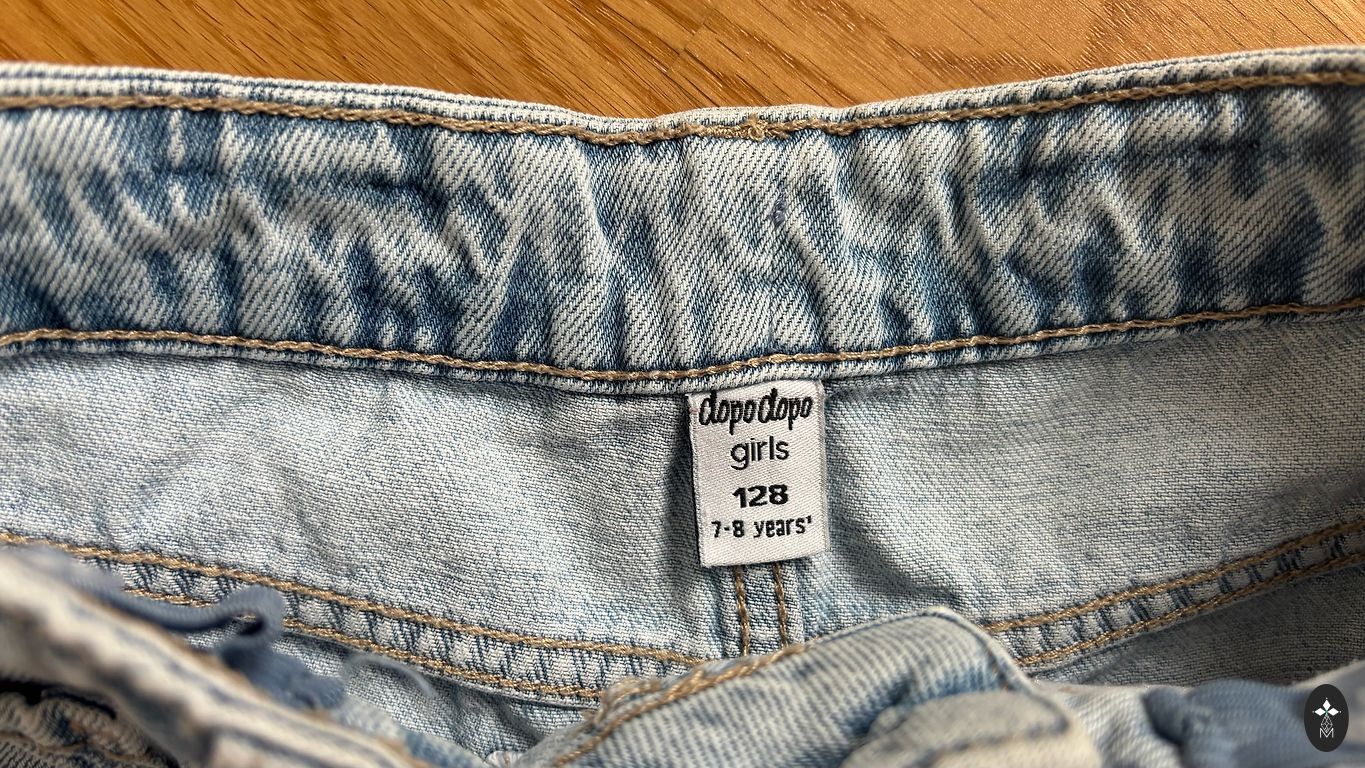 dopodopo
girls
128
7-8 years'
M